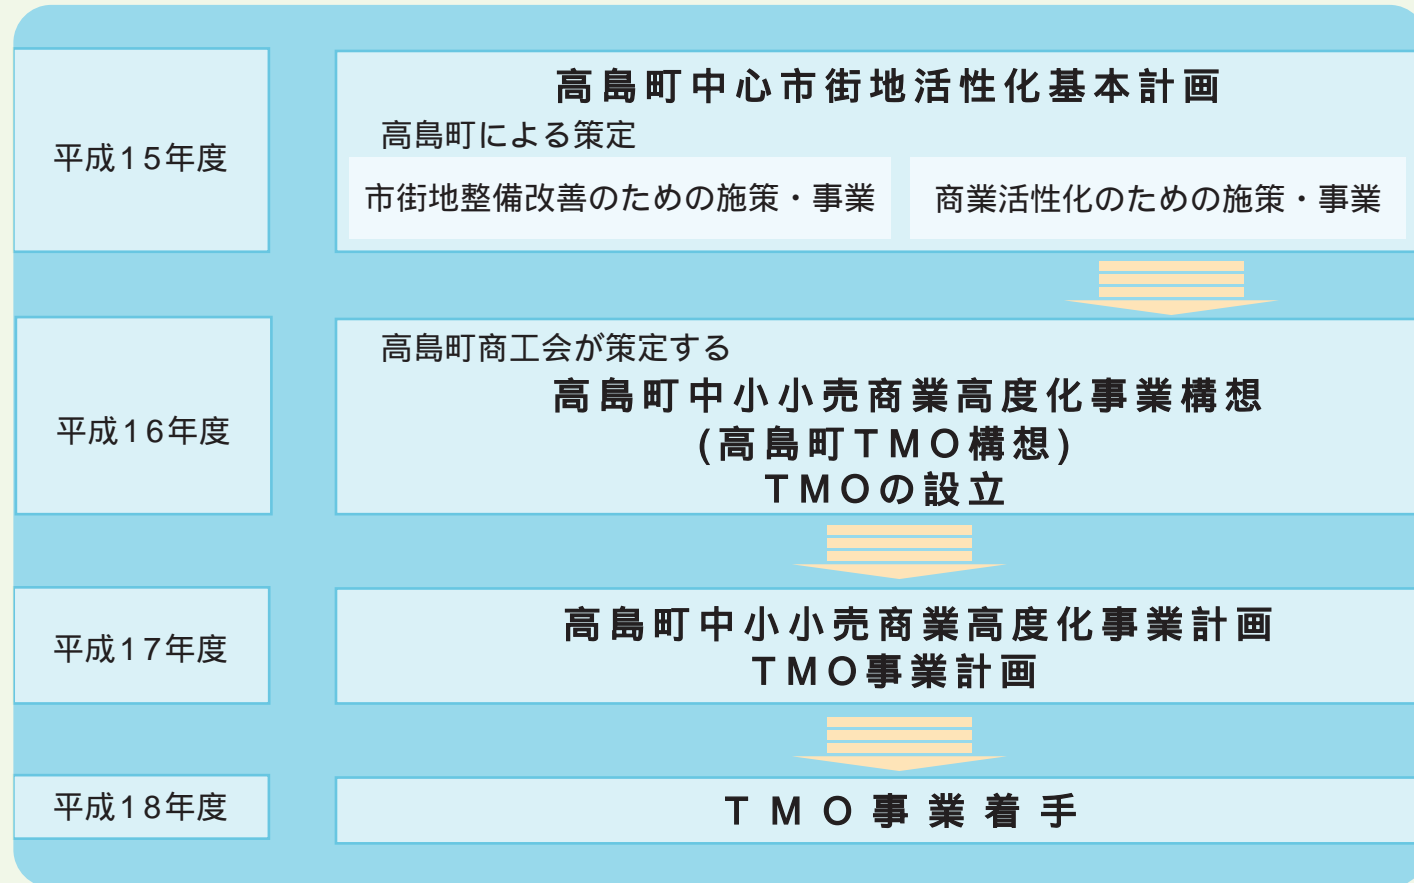 平成15年度
高島町中心市街地活性化基本計画
高島町による策定
市街地整備改善のための施策・事業
商業活性化のための施策・事業
平成16年度
高島町商工会が策定する
高島町中小小売商業高度化事業構想
(高島町TMO構想)
TMOの設立
平成17年度
高島町中小小売商業高度化事業計画
TMO事業計画
平成18年度
TMO事業着手